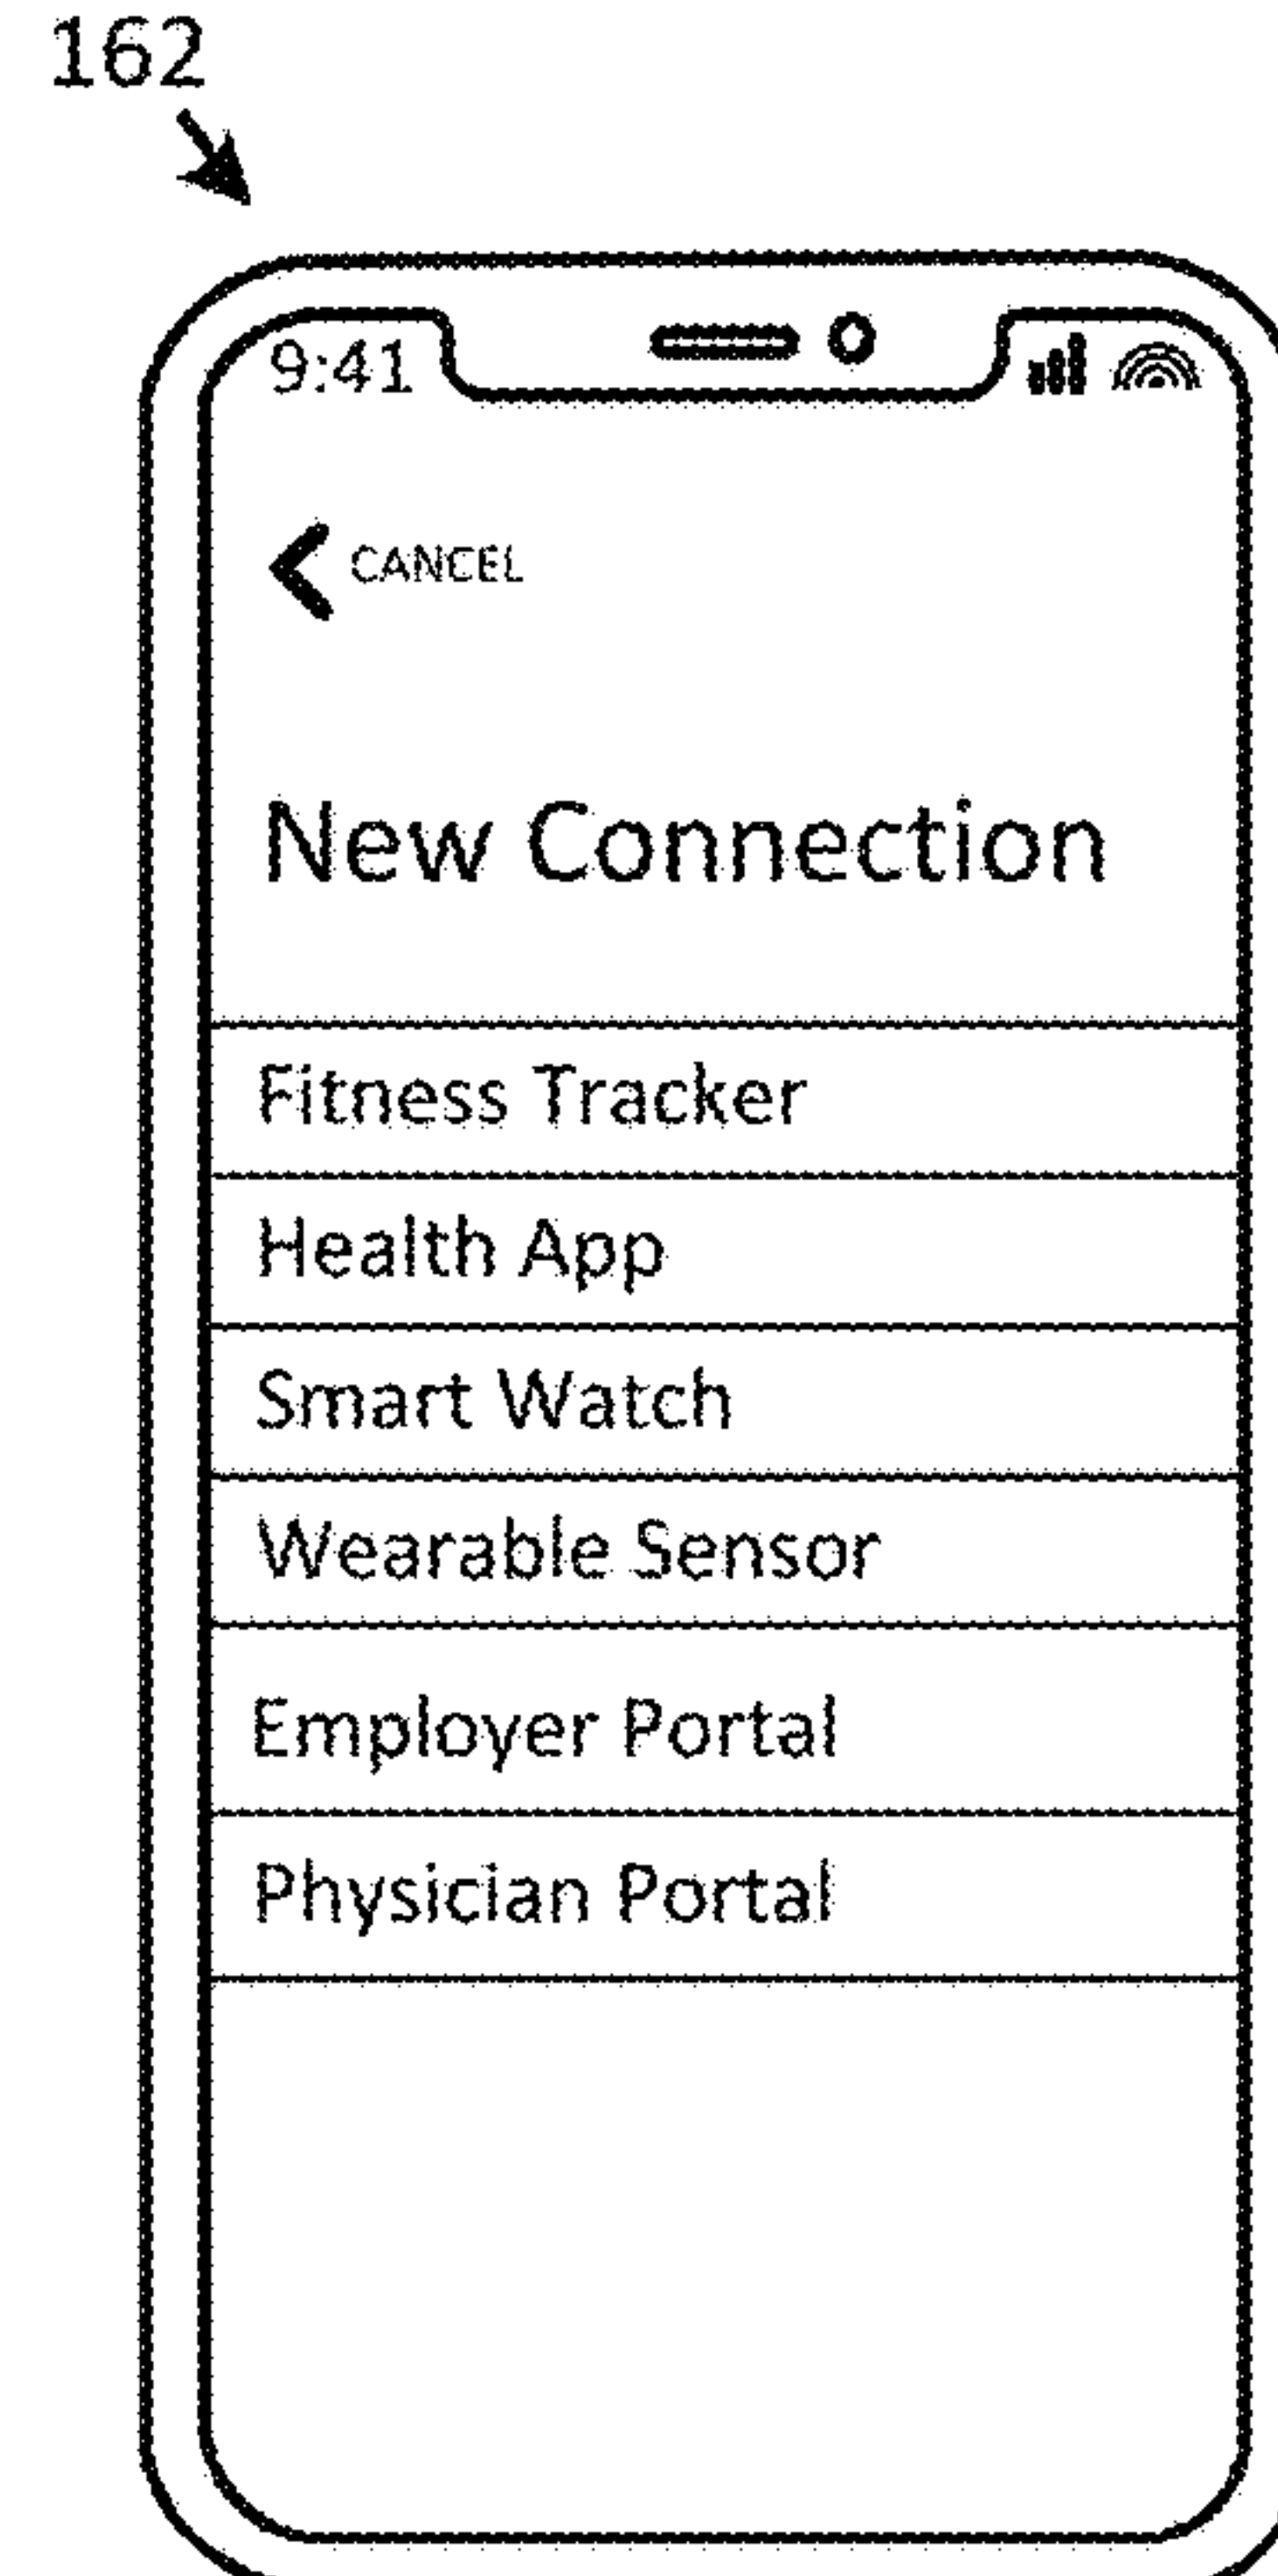 162
9:41
CANCEL
New Connection
Fitness Tracker
Health App
Smart Watch
Wearable Sensor
Employer Portal
Physician Portal